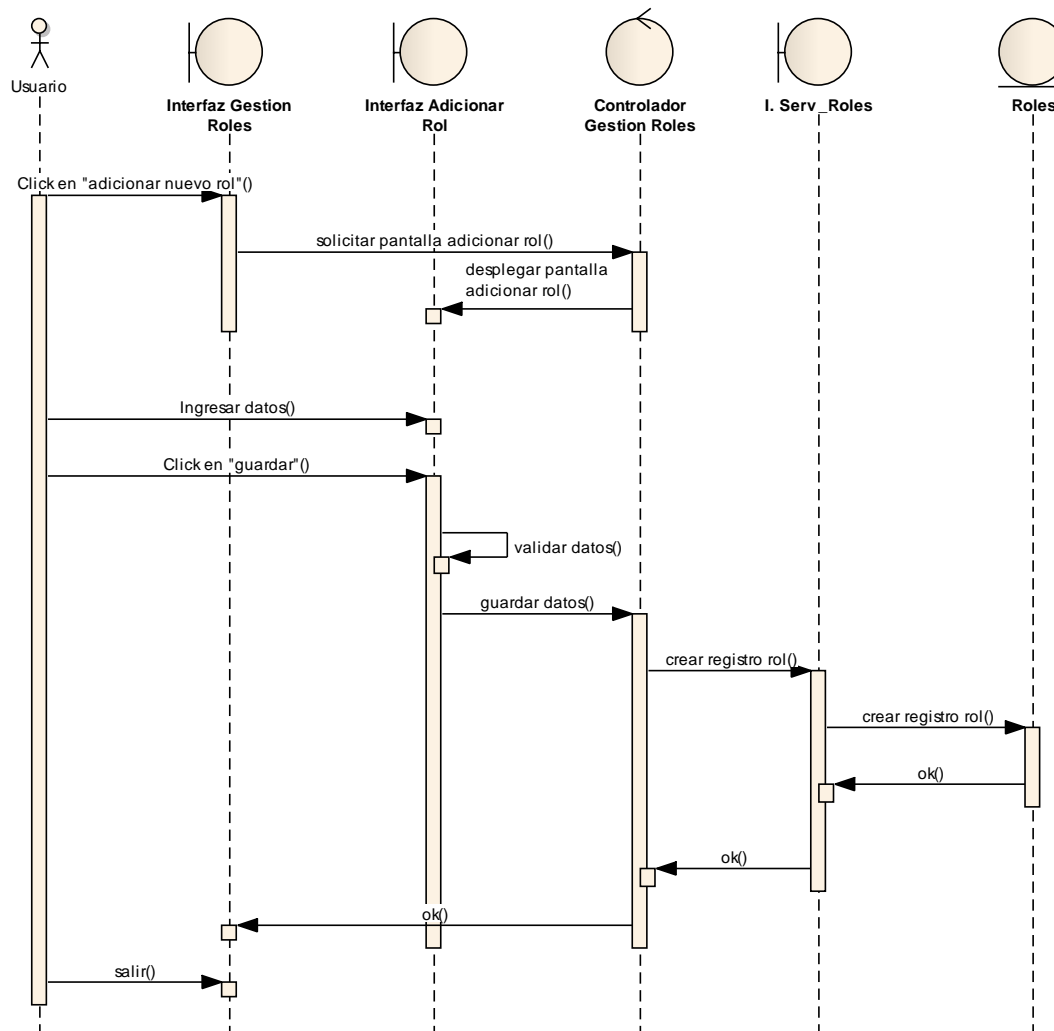 Usuario
Interfaz Gestion
Roles
Interfaz Adicionar
Rol
Controlador
Gestion Roles
I. Serv_Roles
Roles
Click en "adicionar nuevo rol"()
solicitar pantalla adicionar rol()
desplegar pantalla
adicionar rol()
Ingresar datos()
Click en "guardar"()
validar datos()
guardar datos()
crear registro rol()
crear registro rol()
ok()
ok()
ok()
salir()